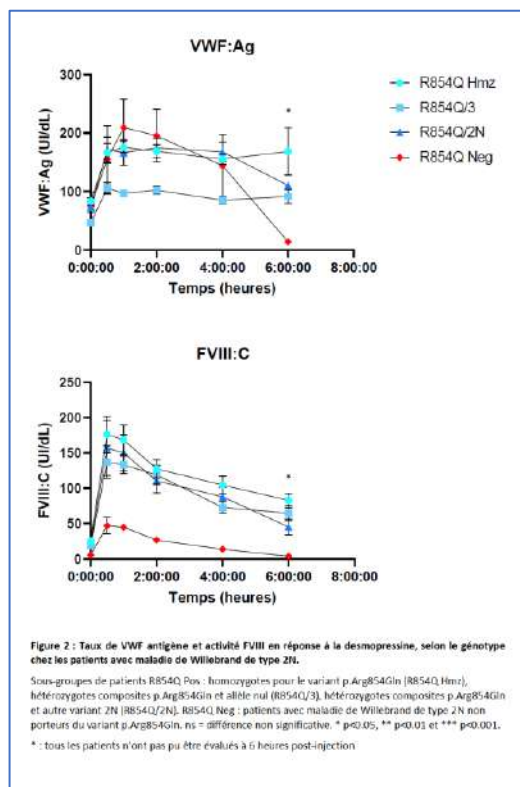 VWF:Ag
300
200
100
0
VWF:Ag (UI/dL)
*
0:00:00 2:00:00 4:00:00 6:00:00 8:00:00
Temps (heures)
R854Q Hmz
R854Q/3
R854Q/2N
R854Q Neg
FVIII:C
250
200
150
100
50
0
FVIII:C (UI/dL)
*
0:00:00 2:00:00 4:00:00 6:00:00 8:00:00
Temps (heures)
Figure 2 : Taux de VWF antigène et activité FVIII en réponse à la desmopressine, selon le génotype
chez les patients avec maladie de Willebrand de type 2N.
Sous-groupes de patients R854Q Pos : homozygotes pour le variant p.Arg854Gln (R854Q Hmz),
hétérozygotes composites p.Arg854Gln et allèle nul (R854Q/3), hétérozygotes composites p.Arg854Gln
et autre variant 2N (R854Q/2N). R854Q Neg : patients avec maladie de Willebrand de type 2N non
porteurs du variant p.Arg854Gln. ns = différence non significative. * p<0.05, ** p<0.01 et *** p<0.001.
* : tous les patients n'ont pas pu être évalués à 6 heures post-injection